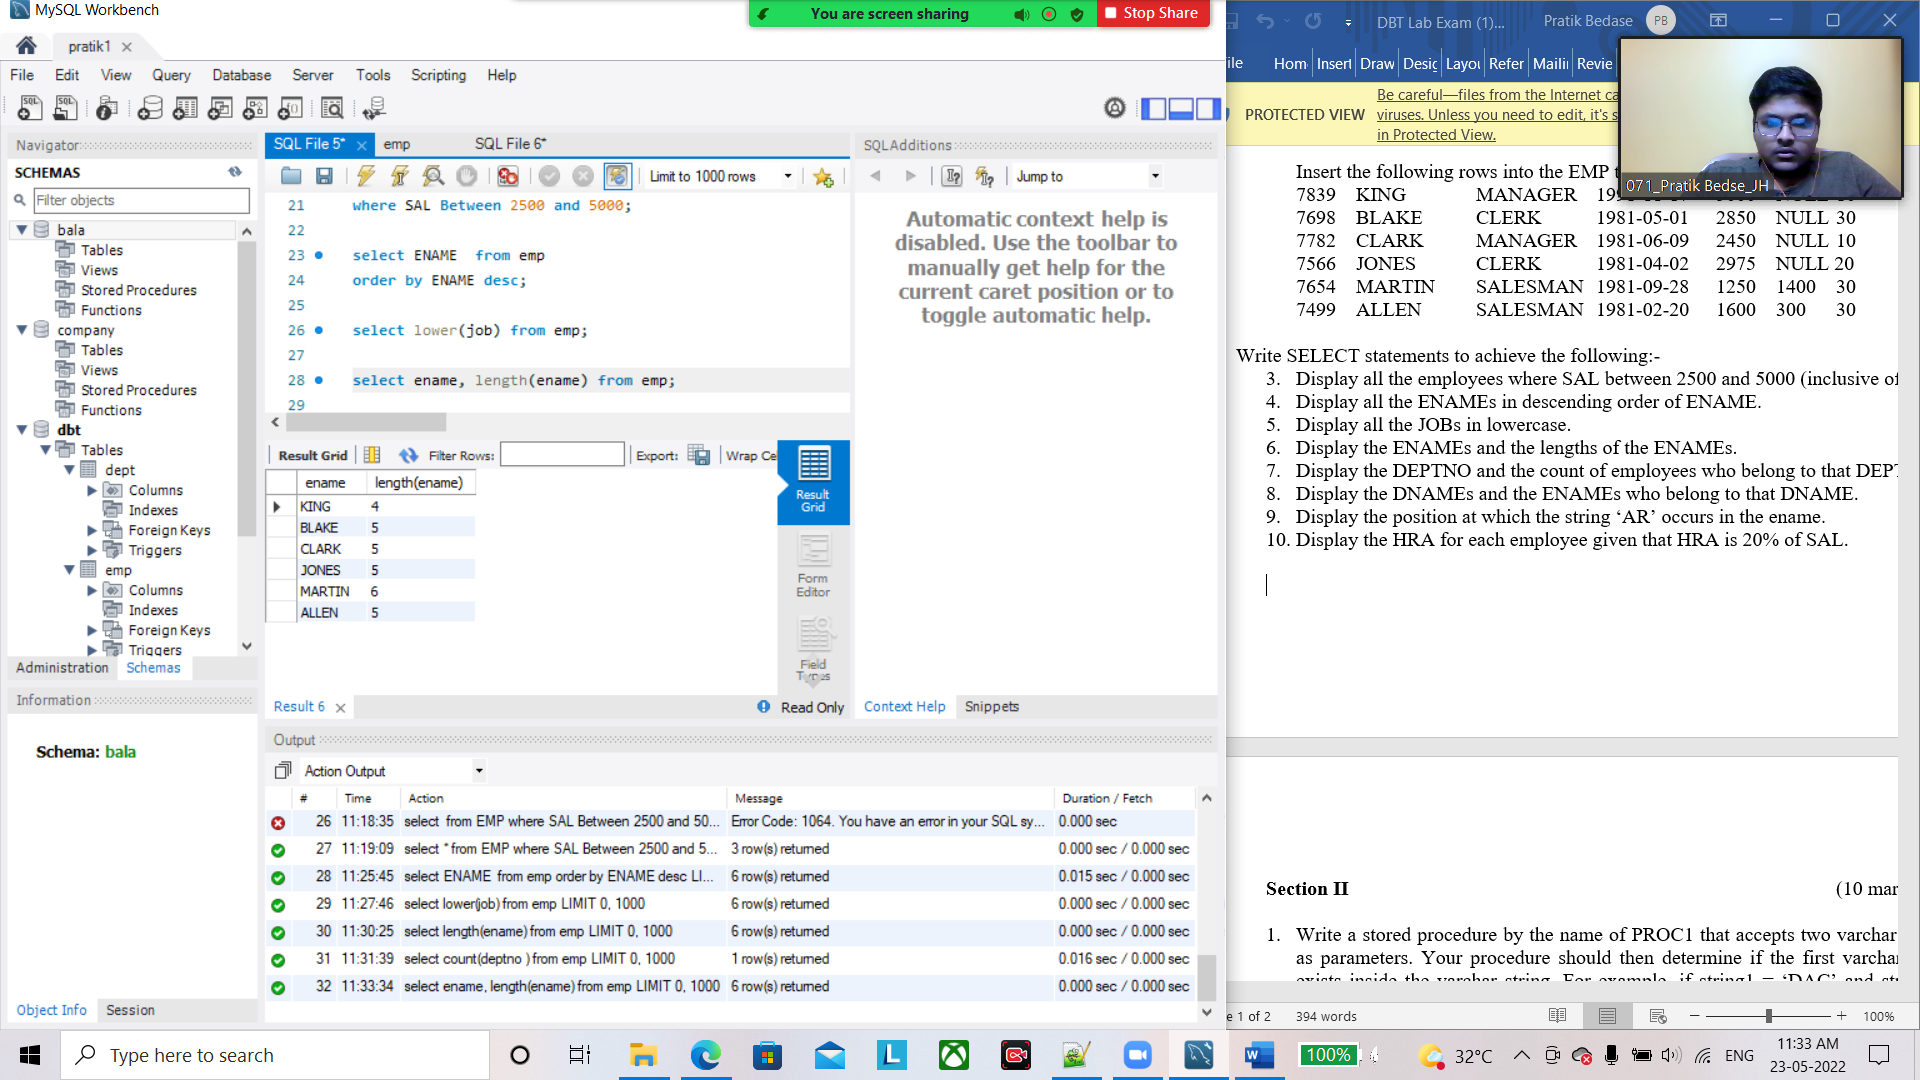 MySQL Workbench
You are screen sharing
Stop Share
pratik1
File Edit View Query Database Server Tools Scripting Help
Navigator
SCHEMAS
Filter objects
bala
Tables
Views
Stored Procedures
Functions
company
Tables
Views
Stored Procedures
Functions
dbt
Tables
dept
Columns
Indexes
Foreign Keys
Triggers
emp
Columns
Indexes
Foreign Keys
Triggers
Administration Schemas
Information
Schema: bala
Object Info Session
SQL File 5* emp SQL File 6*
Limit to 1000 rows
21 where SAL Between 2500 and 5000;
22
23 select ENAME from emp
24 order by ENAME desc;
25
26 select lower(job) from emp;
27
28 select ename, length(ename) from emp;
29
Result Grid Filter Rows: Export: Wrap Cel
ename length(ename)
KING 4
BLAKE 5
CLARK 5
JONES 5
MARTIN 6
ALLEN 5
Result Grid
Form Editor
Field Types
Result 6 Read Only
SQLAdditions
Jump to
Automatic context help is
disabled. Use the toolbar to
manually get help for the
current caret position or to
toggle automatic help.
Context Help Snippets
Output
Action Output
# Time Action Message Duration / Fetch
26 11:18:35 select from EMP where SAL Between 2500 and 50... Error Code: 1064. You have an error in your SQL sy... 0.000 sec
27 11:19:09 select * from EMP where SAL Between 2500 and 5... 3 row(s) returned 0.000 sec / 0.000 sec
28 11:25:45 select ENAME from emp order by ENAME desc LI... 6 row(s) returned 0.015 sec / 0.000 sec
29 11:27:46 select lower(job) from emp LIMIT 0, 1000 6 row(s) returned 0.000 sec / 0.000 sec
30 11:30:25 select length(ename) from emp LIMIT 0, 1000 6 row(s) returned 0.000 sec / 0.000 sec
31 11:31:39 select count(deptno ) from emp LIMIT 0, 1000 1 row(s) returned 0.016 sec / 0.000 sec
32 11:33:34 select ename, length(ename) from emp LIMIT 0, 1000 6 row(s) returned 0.000 sec / 0.000 sec
DBT Lab Exam (1)... Pratik Bedase PB
ile Hom Insert Draw Desig Layou Refer Mailin Revie
PROTECTED VIEW Be careful—files from the Internet ca
viruses. Unless you need to edit, it's s
in Protected View.
071_Pratik Bedse_JH
Insert the following rows into the EMP
7839 KING MANAGER
7698 BLAKE CLERK 1981-05-01 2850 NULL 30
7782 CLARK MANAGER 1981-06-09 2450 NULL 10
7566 JONES CLERK 1981-04-02 2975 NULL 20
7654 MARTIN SALESMAN 1981-09-28 1250 1400 30
7499 ALLEN SALESMAN 1981-02-20 1600 300 30
Write SELECT statements to achieve the following:-
3. Display all the employees where SAL between 2500 and 5000 (inclusive of
4. Display all the ENAMEs in descending order of ENAME.
5. Display all the JOBs in lowercase.
6. Display the ENAMEs and the lengths of the ENAMEs.
7. Display the DEPTNO and the count of employees who belong to that DEPT
8. Display the DNAMEs and the ENAMEs who belong to that DNAME.
9. Display the position at which the string ‘AR’ occurs in the ename.
10. Display the HRA for each employee given that HRA is 20% of SAL.
Section II (10 mar
1. Write a stored procedure by the name of PROC1 that accepts two varchar
as parameters. Your procedure should then determine if the first varcha
exists inside the varchar string. For example, if string1 = ‘DAC’ and
e 1 of 2 394 words 100%
Type here to search
100% 32°C ENG 11:33 AM
23-05-2022